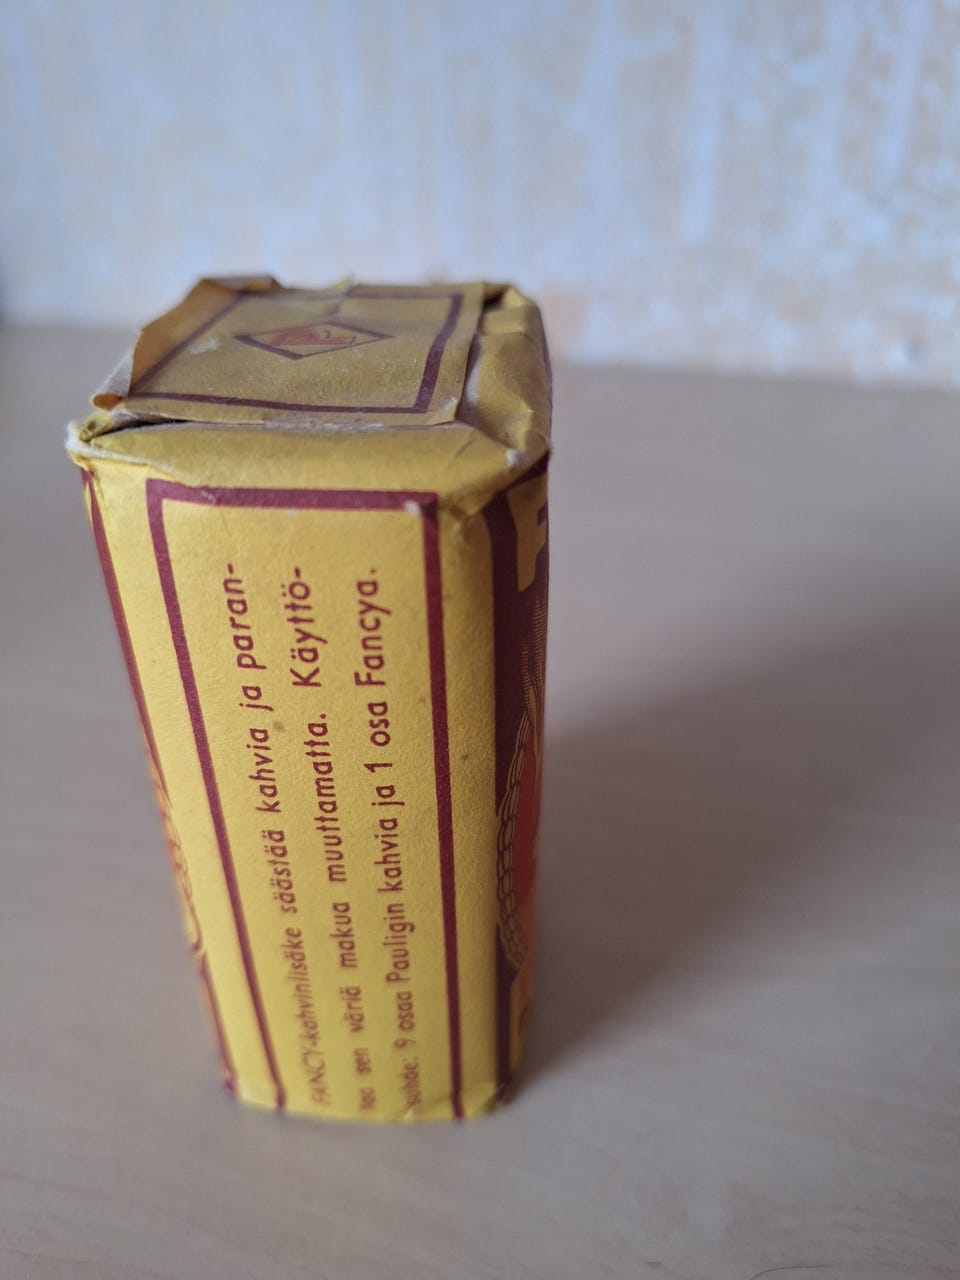 FANCY-kahvinlisäke säästää kahvia ja paran-
taa sen väriä makua muuttamatta. Käyttö-
suhde: 9 osaa Pauligin kahvia ja 1 osa Fancya.
F